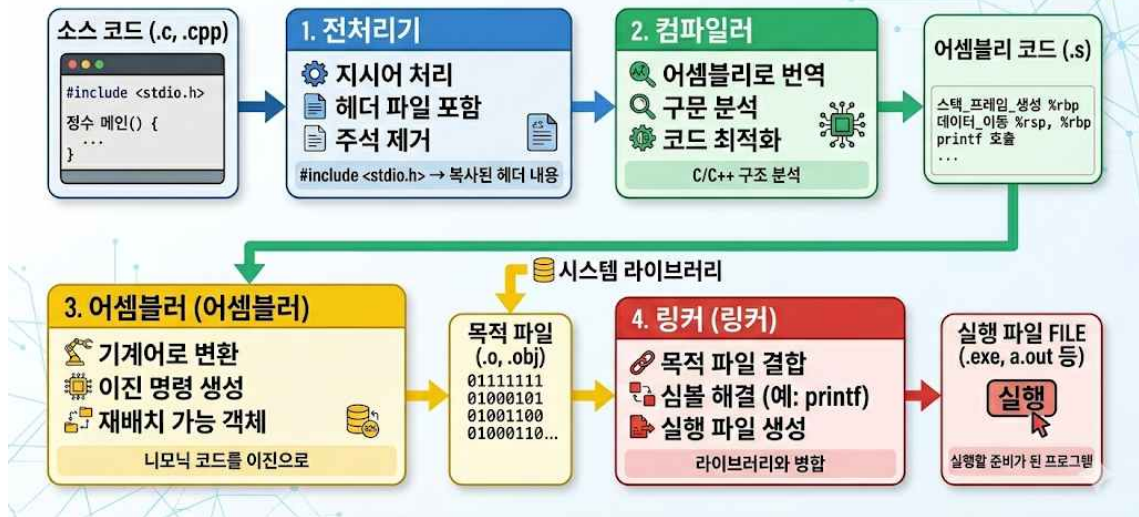 소스 코드 (.c, .cpp)
#include <stdio.h>
정수 메인() {
...
}
1. 전처리기
지시어 처리
헤더 파일 포함
주석 제거
#include <stdio.h> → 복사된 헤더 내용
2. 컴파일러
어셈블리로 번역
구문 분석
코드 최적화
C/C++ 구조 분석
어셈블리 코드 (.s)
스택_프레임_생성 %rbp
데이터_이동 %rsp, %rbp
printf 호출
...
3. 어셈블러 (어셈블러)
기계어로 변환
이진 명령 생성
재배치 가능 객체
니모닉 코드를 이진으로
시스템 라이브러리
목적 파일
(.o, .obj)
01111111
01000101
01001100
01000110...
4. 링커 (링커)
목적 파일 결합
심볼 해결 (예: printf)
실행 파일 생성
라이브러리와 병합
실행 파일 FILE
(.exe, a.out 등)
실행
실행할 준비가 된 프로그램